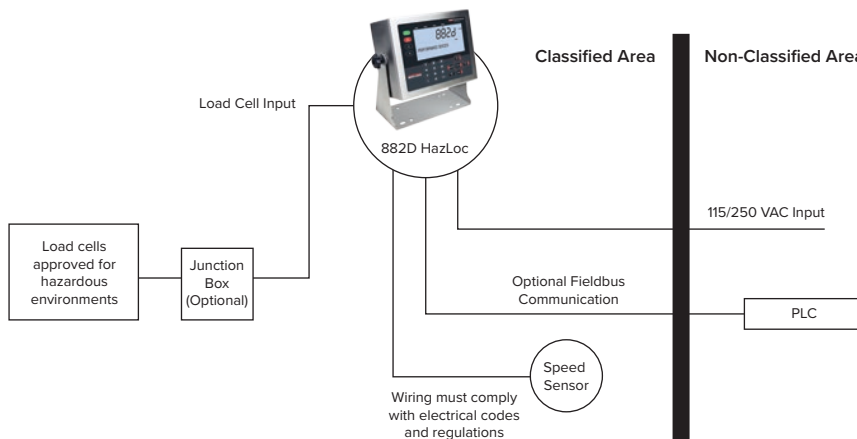 882d
Classified Area
Non-Classified Area
Load Cell Input
882D HazLoc
115/250 VAC Input
Load cells
approved for
hazardous
environments
Junction
Box
(Optional)
Optional Fieldbus
Communication
PLC
Speed
Sensor
Wiring must comply
with electrical codes
and regulations